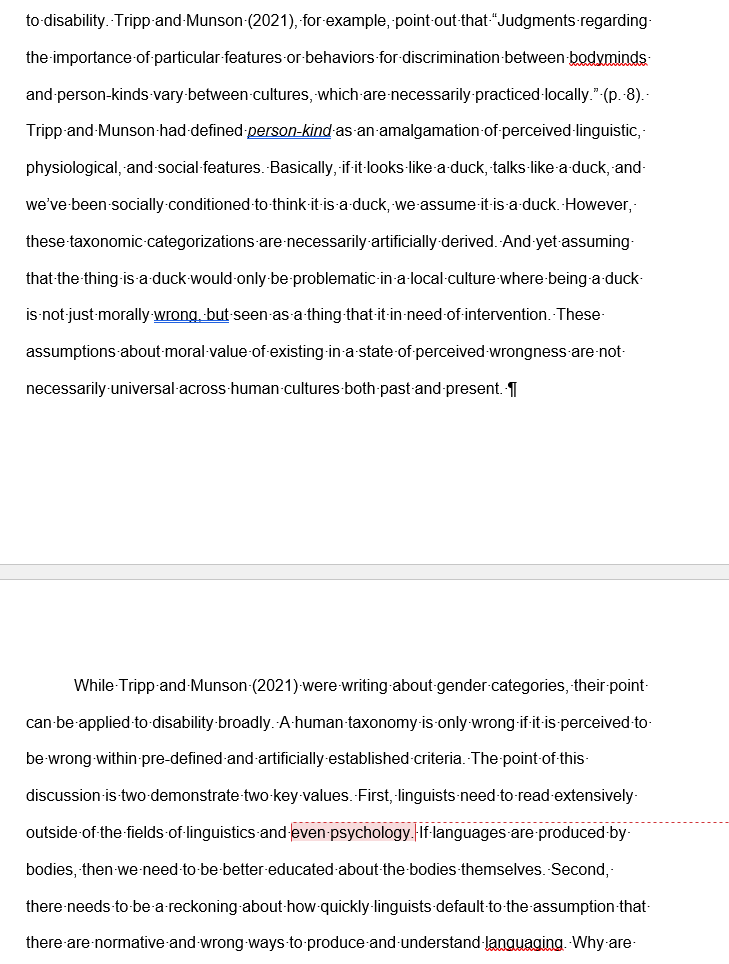 to disability. Tripp and Munson (2021), for example, point out that “Judgments regarding
the importance of particular features or behaviors for discrimination between bodyminds
and person-kinds vary between cultures, which are necessarily practiced locally.” (p. 8).
Tripp and Munson had defined person-kind as an amalgamation of perceived linguistic,
physiological, and social features. Basically, if it looks like a duck, talks like a duck, and
we’ve been socially conditioned to think it is a duck, we assume it is a duck. However,
these taxonomic categorizations are necessarily artificially derived. And yet assuming
that the thing is a duck would only be problematic in a local culture where being a duck
is not just morally wrong, but seen as a thing that it in need of intervention. These
assumptions about moral value of existing in a state of perceived wrongness are not
necessarily universal across human cultures both past and present. ¶
While Tripp and Munson (2021) were writing about gender categories, their point
can be applied to disability broadly. A human taxonomy is only wrong if it is perceived to
be wrong within pre-defined and artificially established criteria. The point of this
discussion is two demonstrate two key values. First, linguists need to read extensively
outside of the fields of linguistics and even psychology. If languages are produced by
bodies, then we need to be better educated about the bodies themselves. Second,
there needs to be a reckoning about how quickly linguists default to the assumption that
there are normative and wrong ways to produce and understand languaging. Why are